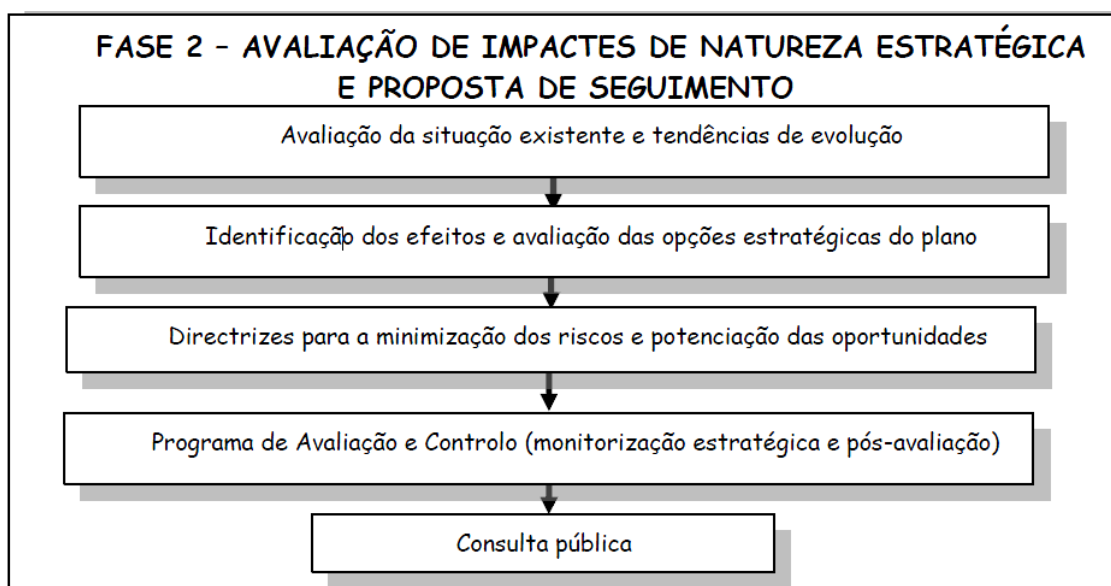 FASE 2 – AVALIAÇÃO DE IMPACTES DE NATUREZA ESTRATÉGICA
E PROPOSTA DE SEGUIMENTO
Avaliação da situação existente e tendências de evolução
Identificação dos efeitos e avaliação das opções estratégicas do plano
Directrizes para a minimização dos riscos e potenciação das oportunidades
Programa de Avaliação e Controlo (monitorização estratégica e pós-avaliação)
Consulta pública